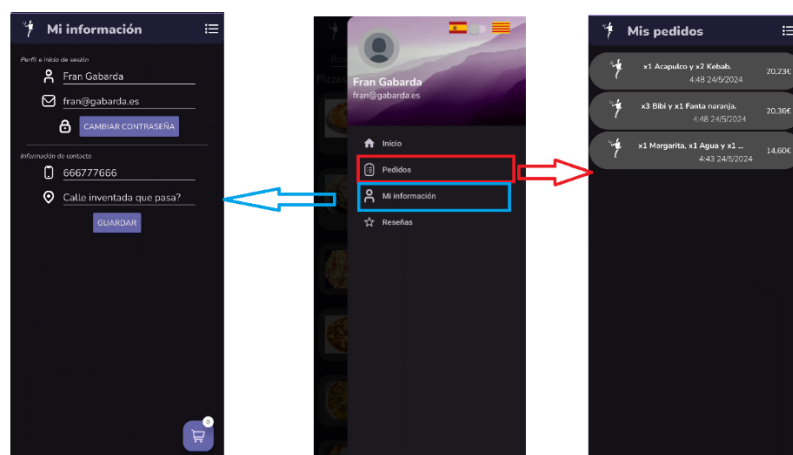 Mi información
Perfil e inicio de sesión
Fran Gabarda
fran@gabarda.es
CAMBIAR CONTRASEÑA
Información de contacto
666777666
Calle inventada que pasa?
GUARDAR
0
Fran Gabarda
fran@gabarda.es
Inicio
Pedidos
Mi información
Reseñas
Mis pedidos
x1 Acapulco y x2 Kebab.
4:48 24/5/2024
20,23€
x3 Bibi y x1 Fanta naranja.
4:48 24/5/2024
20,36€
x1 Margarita, x1 Agua y x1 ...
4:43 24/5/2024
14,60€